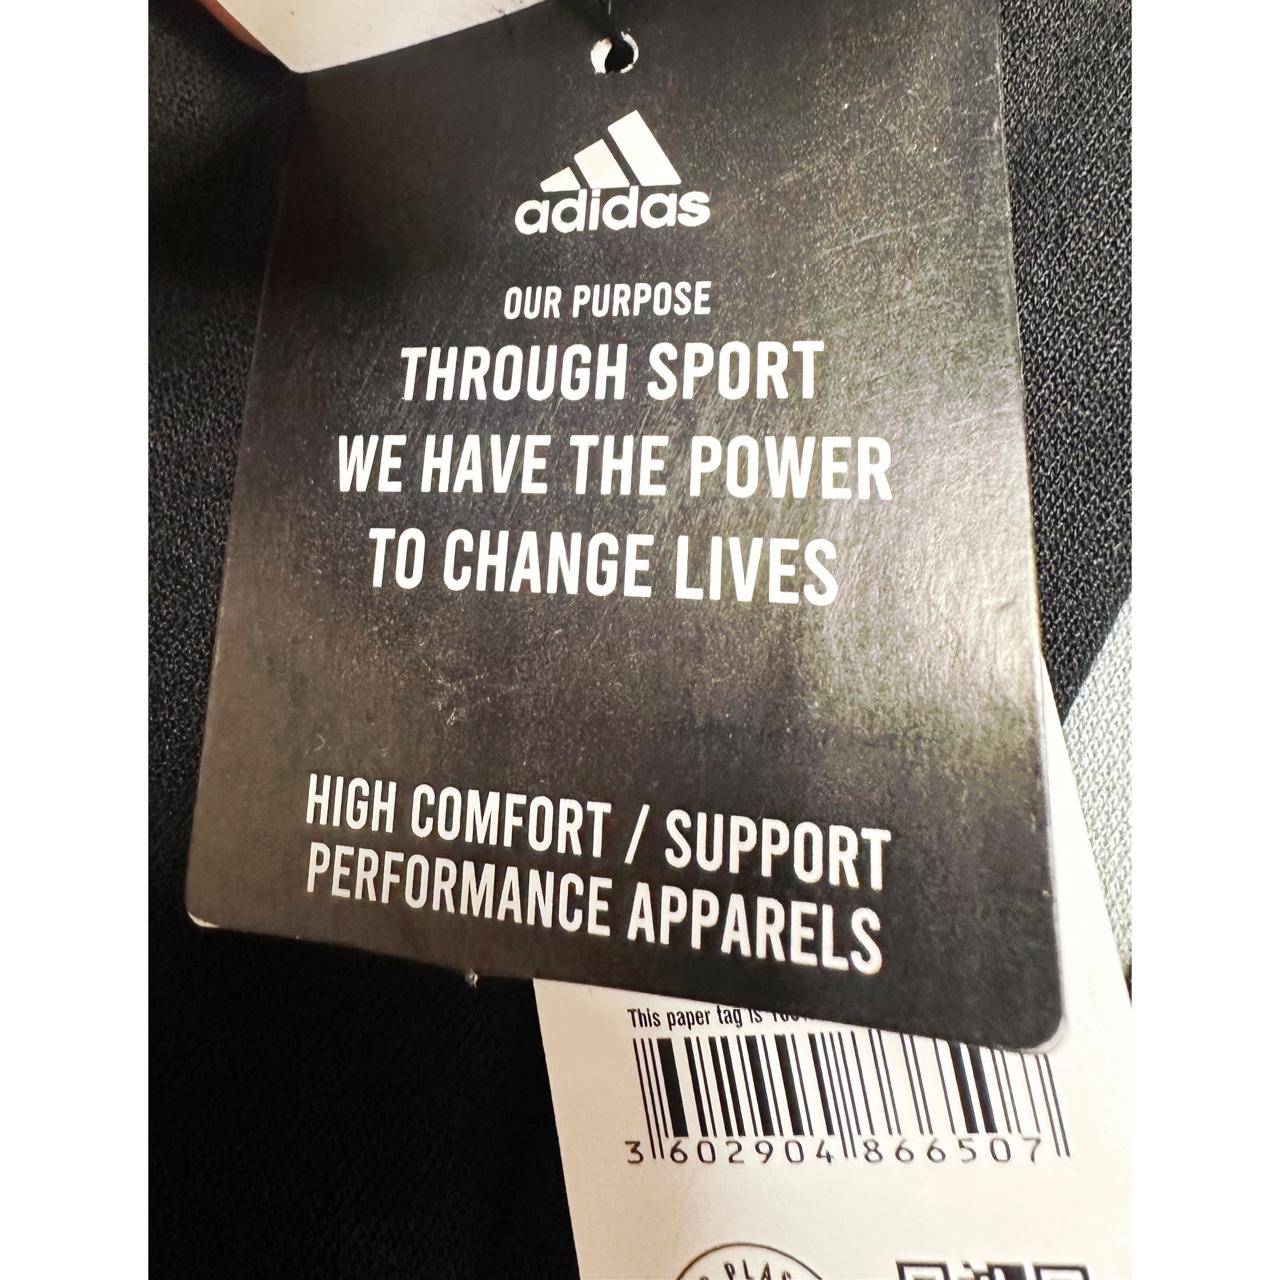 adidas
OUR PURPOSE
THROUGH SPORT
WE HAVE THE POWER
TO CHANGE LIVES
HIGH COMFORT / SUPPORT
PERFORMANCE APPARELS
This paper tag is
3 602904 866507